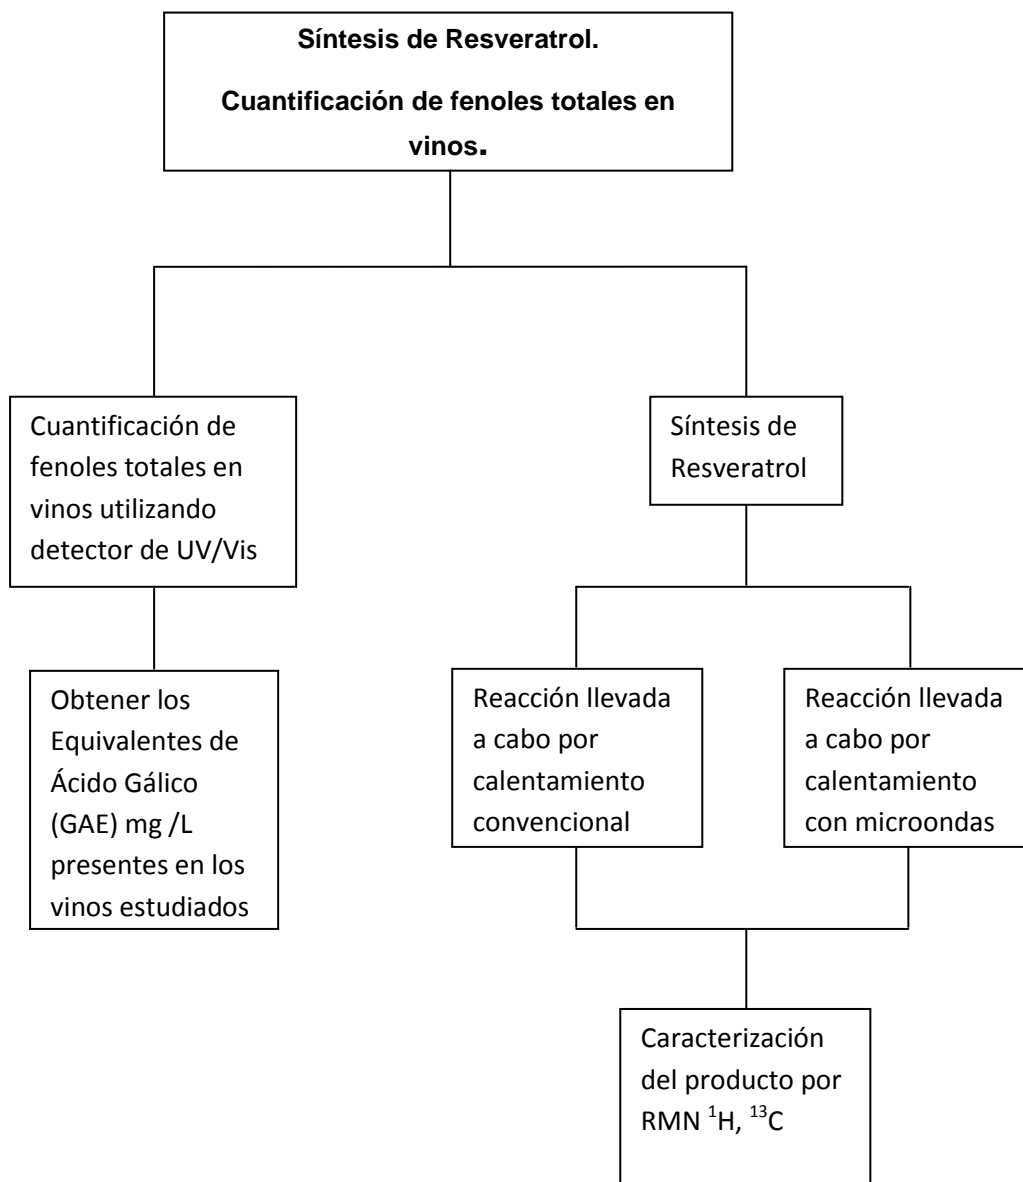 Síntesis de Resveratrol.
Cuantificación de fenoles totales en
vinos.
Cuantificación de
fenoles totales en
vinos utilizando
detector de UV/Vis
Síntesis de
Resveratrol
Obtener los
Equivalentes de
Ácido Gálico
(GAE) mg /L
presentes en los
vinos estudiados
Reacción llevada
a cabo por
calentamiento
convencional
Reacción llevada
a cabo por
calentamiento
con microondas
Caracterización
del producto por
RMN ¹H, ¹³C